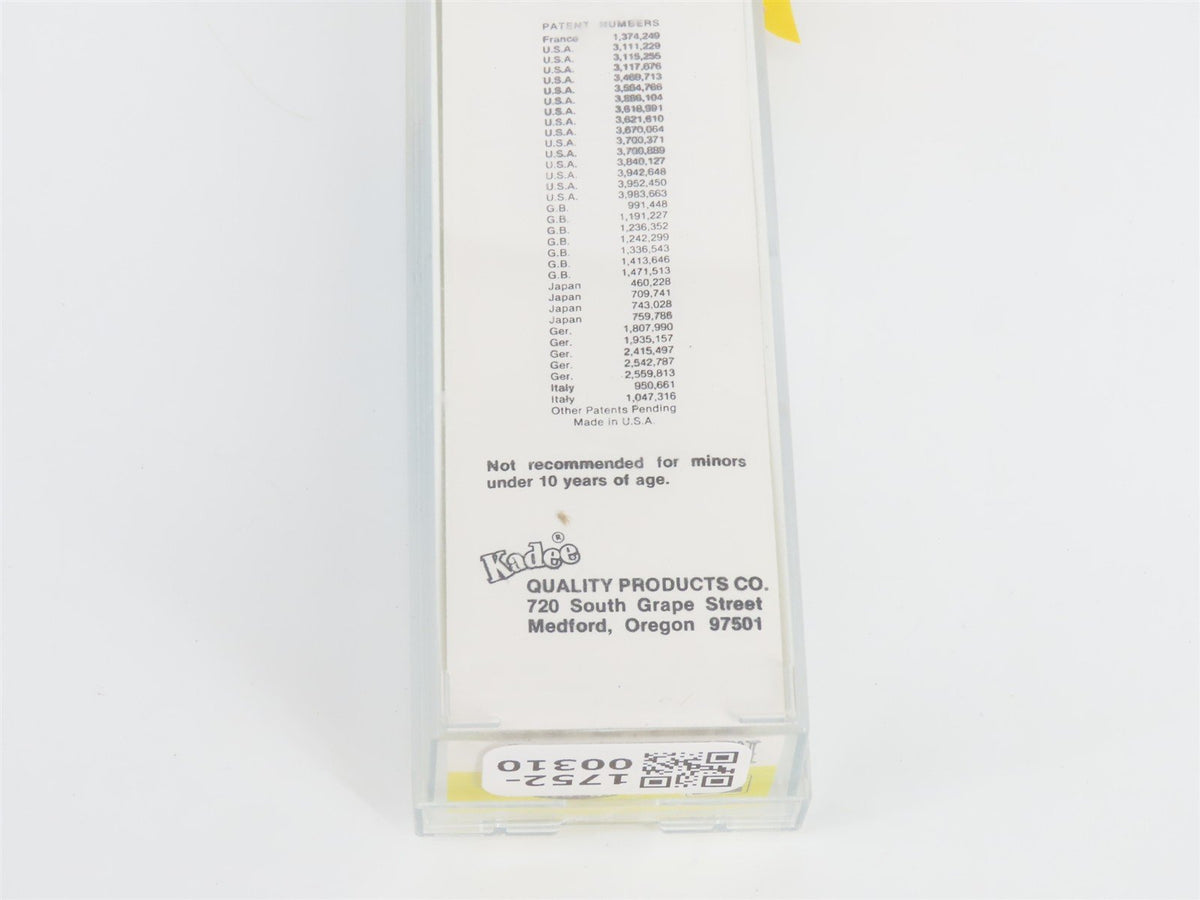 PATENT NUMBERS
France 1,374,249
U.S.A. 3,111,229
U.S.A. 3,115,255
U.S.A. 3,117,676
U.S.A. 3,469,713
U.S.A. 3,564,766
U.S.A. 3,586,104
U.S.A. 3,618,991
U.S.A. 3,621,610
U.S.A. 3,670,064
U.S.A. 3,700,371
U.S.A. 3,700,889
U.S.A. 3,840,127
U.S.A. 3,942,648
U.S.A. 3,952,450
U.S.A. 3,983,663
G.B. 991,448
G.B. 1,191,227
G.B. 1,236,352
G.B. 1,242,299
G.B. 1,336,543
G.B. 1,413,646
G.B. 1,471,513
Japan 460,228
Japan 709,741
Japan 743,028
Japan 759,786
Ger. 1,807,990
Ger. 1,935,157
Ger. 2,415,497
Ger. 2,542,787
Ger. 2,559,813
Italy 950,661
Italy 1,047,316
Other Patents Pending
Made in U.S.A.
Not recommended for minors
under 10 years of age.
Kadee®
QUALITY PRODUCTS CO.
720 South Grape Street
Medford, Oregon 97501
1752-
00310